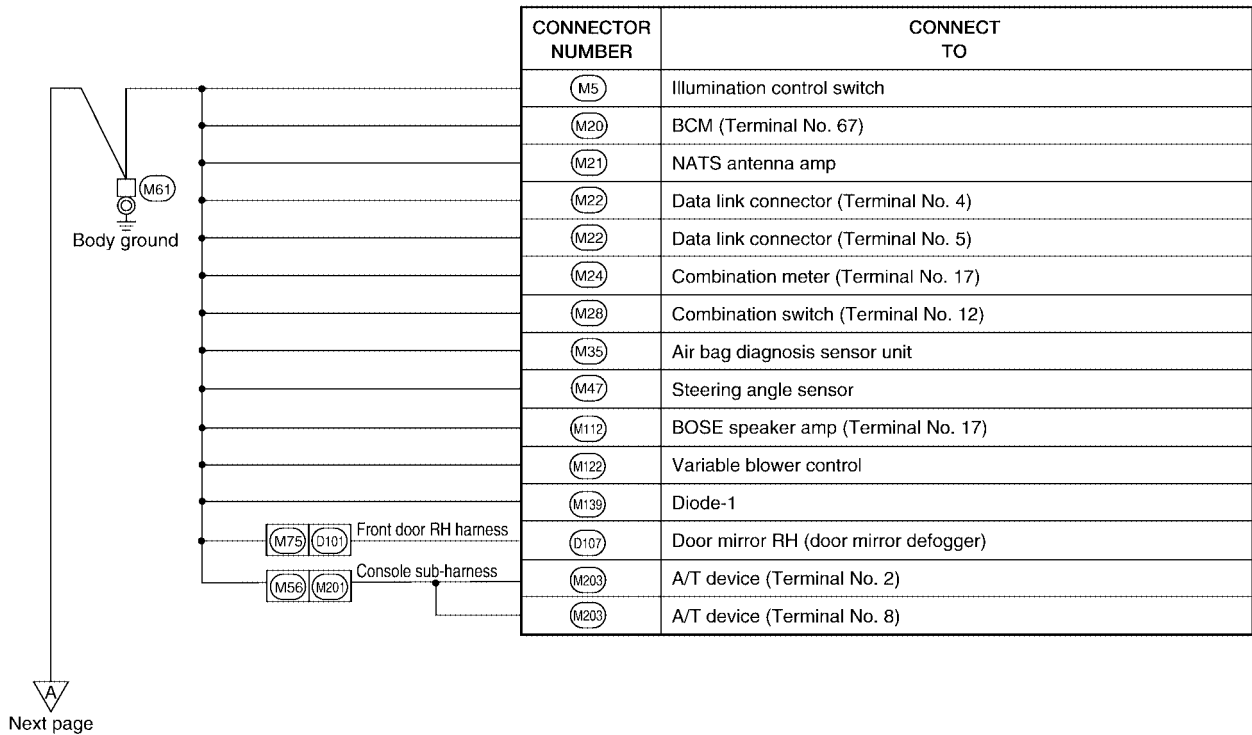 CONNECTOR NUMBER CONNECT TO
M5 Illumination control switch
M20 BCM (Terminal No. 67)
M21 NATS antenna amp
M61
M22 Data link connector (Terminal No. 4)
Body ground
M22 Data link connector (Terminal No. 5)
M24 Combination meter (Terminal No. 17)
M28 Combination switch (Terminal No. 12)
M35 Air bag diagnosis sensor unit
M47 Steering angle sensor
M112 BOSE speaker amp (Terminal No. 17)
M122 Variable blower control
M139 Diode-1
M75 D101 Front door RH harness D107 Door mirror RH (door mirror defogger)
M56 M201 Console sub-harness M203 A/T device (Terminal No. 2)
M203 A/T device (Terminal No. 8)
A
Next page